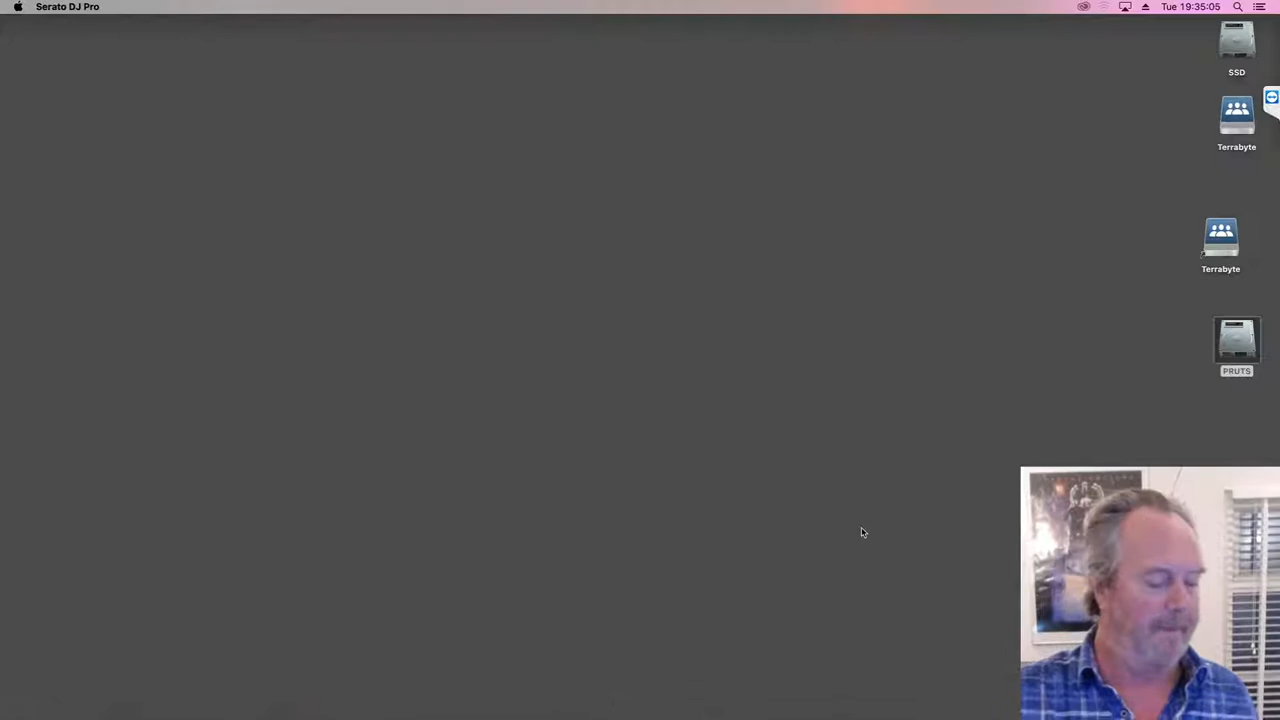 Serato DJ Pro
Tue 19:35:05
SSD
Terrabyte
Terrabyte
PRUTS